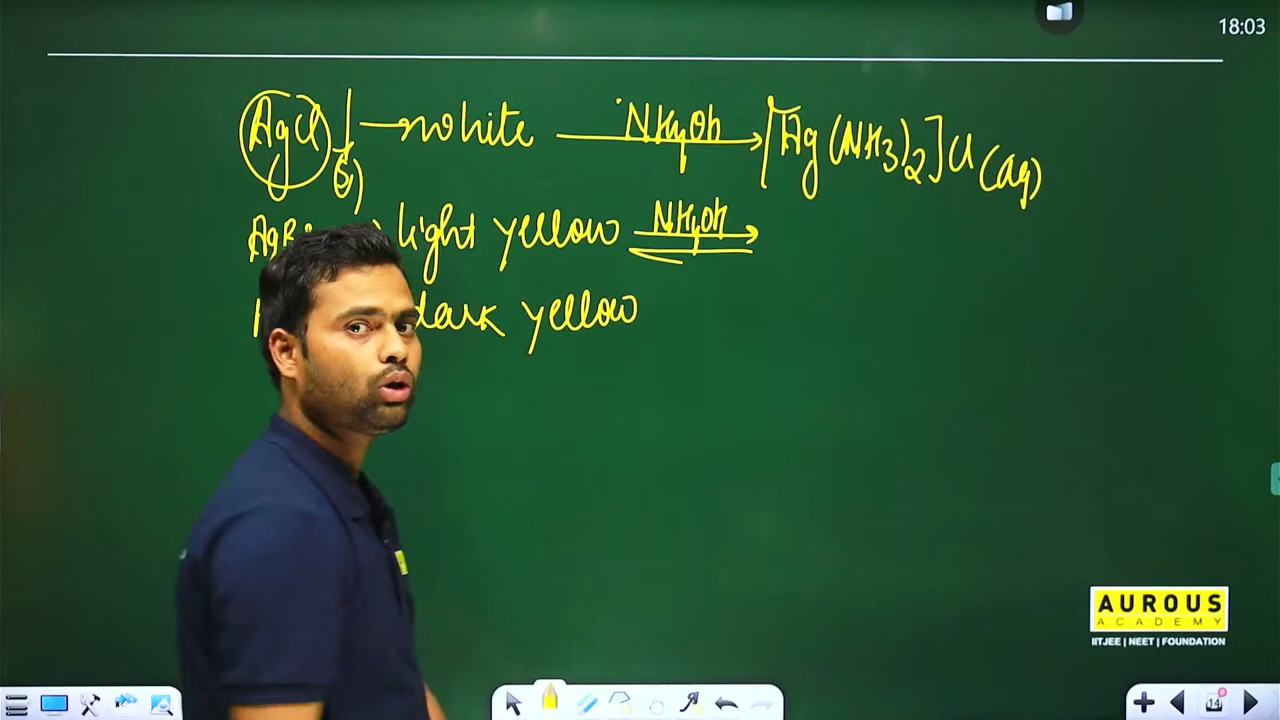 18:03
AgCl↓(s) → white —NH4OH→ [Ag(NH3)2]Cl(aq)
light yellow NH4OH ⇌
dark yellow
AUROUS
ACADEMY
IITJEE | NEET | FOUNDATION
14